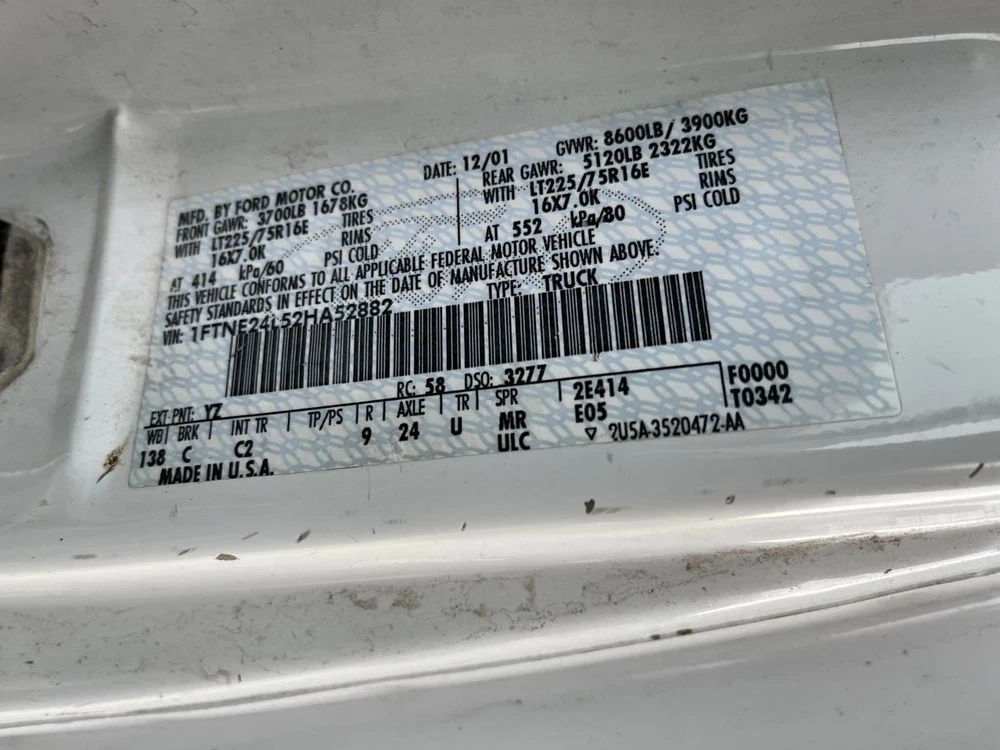 MFD. BY FORD MOTOR CO. DATE: 12/01 GVWR: 8600LB/ 3900KG
FRONT GAWR: 3700LB 1678KG REAR GAWR: 5120LB 2322KG
WITH LT225/75R16E TIRES WITH LT225/75R16E TIRES
16X7.0K RIMS 16X7.0K RIMS
AT 414 kPa/60 PSI COLD AT 552 kPa/80 PSI COLD
THIS VEHICLE CONFORMS TO ALL APPLICABLE FEDERAL MOTOR VEHICLE
SAFETY STANDARDS IN EFFECT ON THE DATE OF MANUFACTURE SHOWN ABOVE.
VIN: 1FTNE24L52HA52882 TYPE: TRUCK
EXT PNT: YZ RC: 58 DSO: 3277
WB BRK INT TR TP/PS R AXLE TR SPR 2E414 F0000
138 C C2 9 24 U MR E05 T0342
MADE IN U.S.A. ULC ▽ 2U5A-3520472-AA